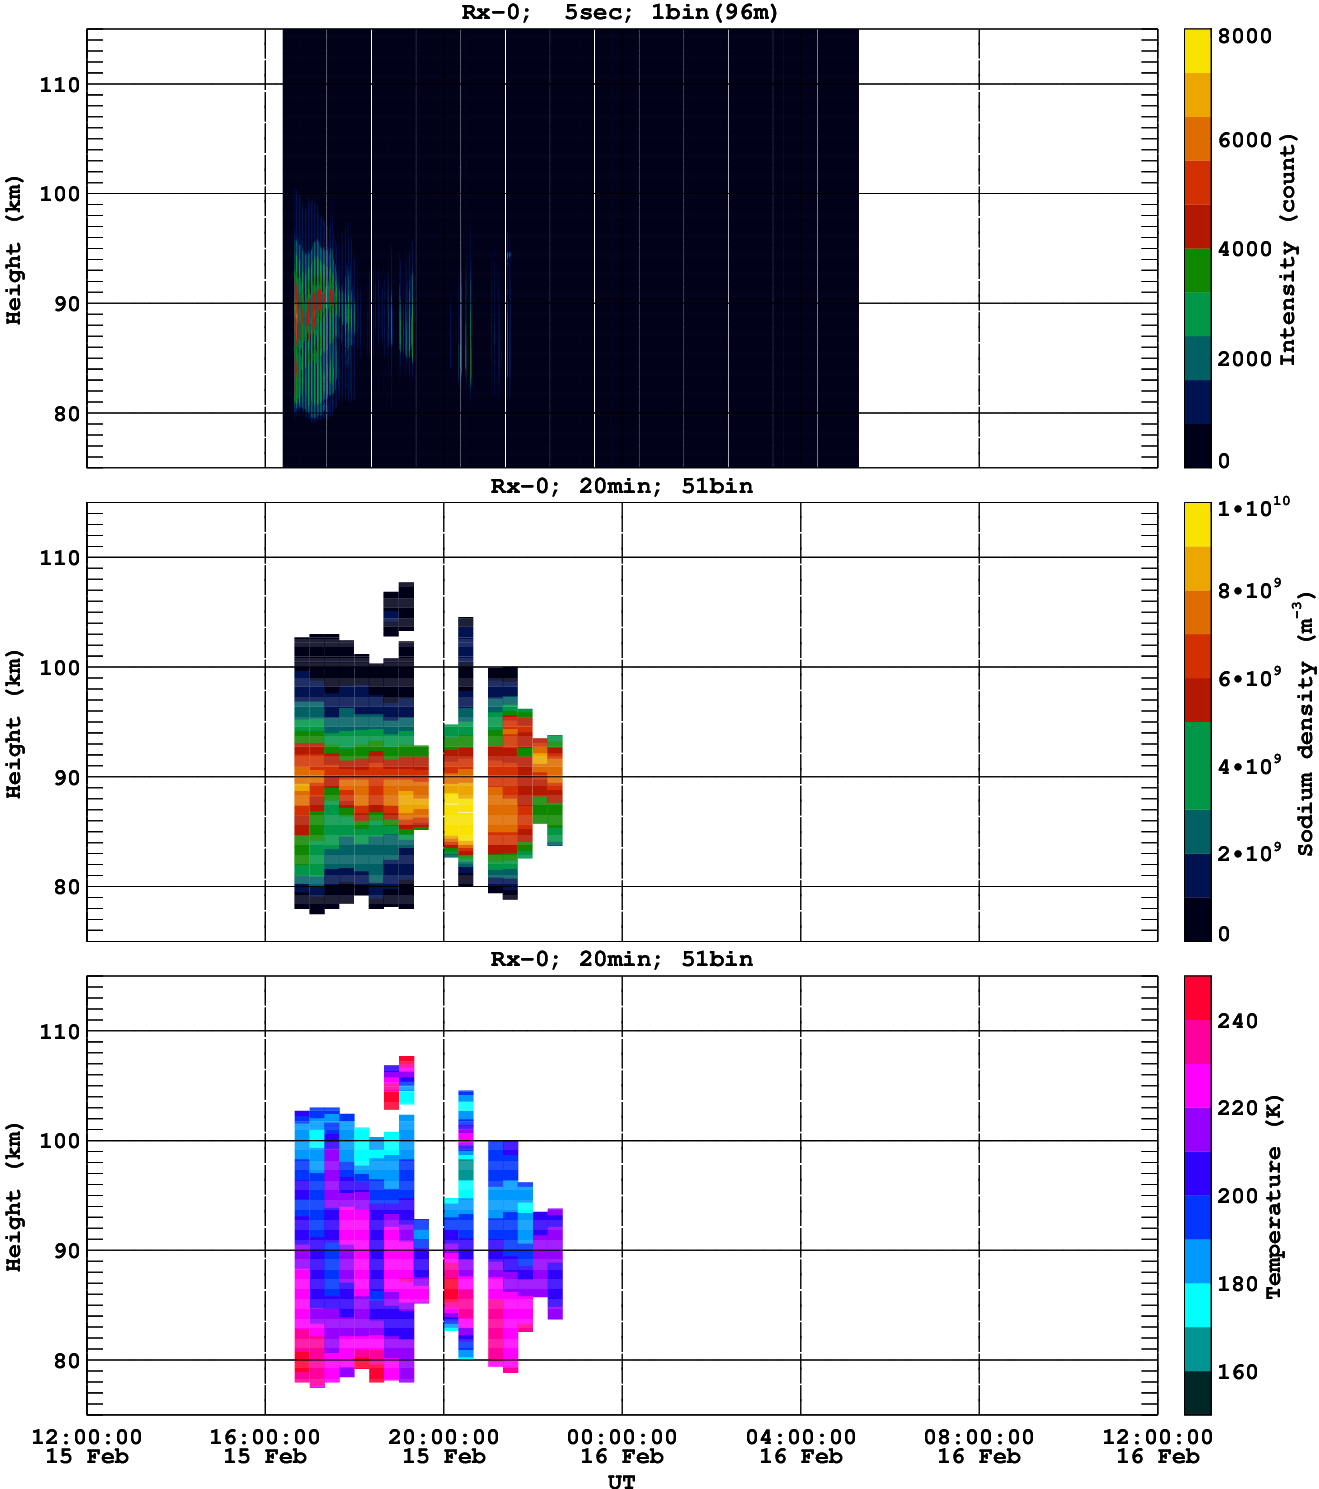 Rx-0;  5sec; 1bin(96m)
110
100
90
80
Height (km)
8000
6000
4000
2000
0
Intensity (count)
Rx-0; 20min; 51bin
110
100
90
80
Height (km)
1•10¹⁰
8•10⁹
6•10⁹
4•10⁹
2•10⁹
0
Sodium density (m⁻³)
Rx-0; 20min; 51bin
110
100
90
80
Height (km)
240
220
200
180
160
Temperature (K)
12:00:00 16:00:00 20:00:00 00:00:00 04:00:00 08:00:00 12:00:00
15 Feb 15 Feb 15 Feb 16 Feb 16 Feb 16 Feb 16 Feb
UT